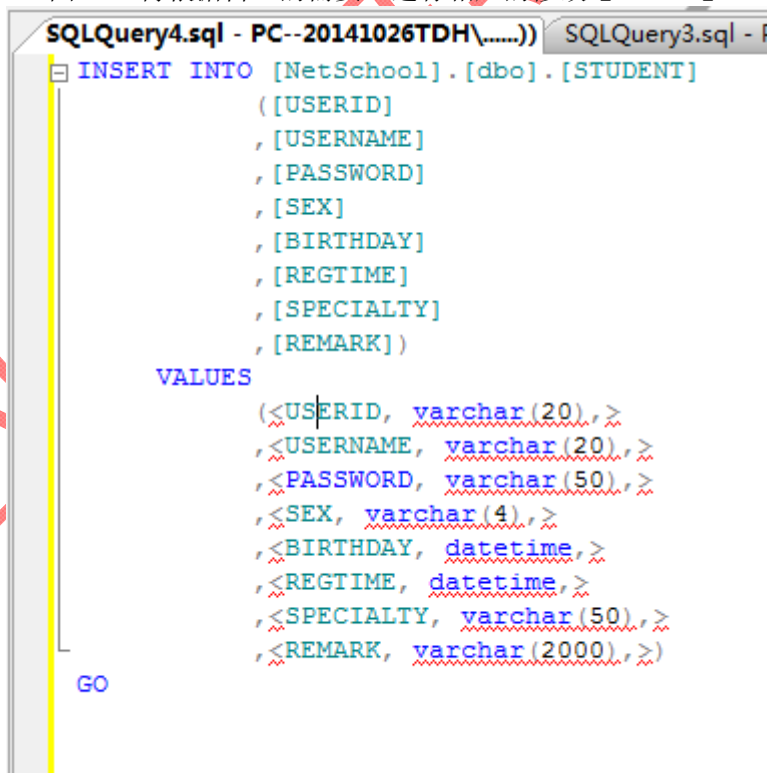 SQLQuery4.sql - PC--20141026TDH\......)) SQLQuery3.sql - P
INSERT INTO [NetSchool].[dbo].[STUDENT]
([USERID]
,[USERNAME]
,[PASSWORD]
,[SEX]
,[BIRTHDAY]
,[REGTIME]
,[SPECIALTY]
,[REMARK])
VALUES
(<USERID, varchar(20),>
,<USERNAME, varchar(20),>
,<PASSWORD, varchar(50),>
,<SEX, varchar(4),>
,<BIRTHDAY, datetime,>
,<REGTIME, datetime,>
,<SPECIALTY, varchar(50),>
,<REMARK, varchar(2000),>)
GO